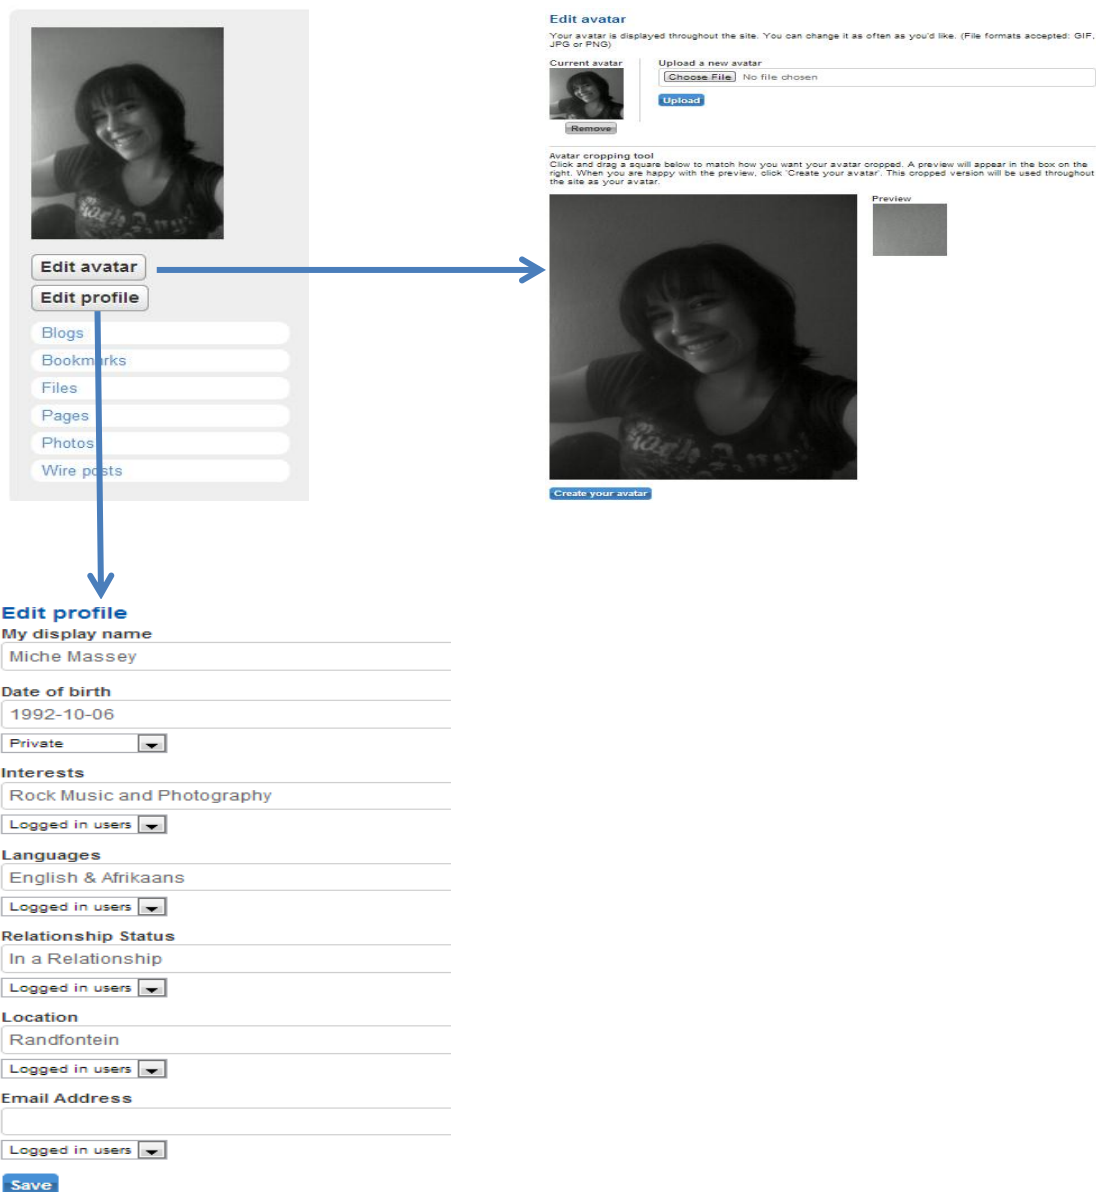 Edit avatar
Edit profile
Blogs
Bookmarks
Files
Pages
Photos
Wire posts
Edit avatar
Your avatar is displayed throughout the site. You can change it as often as you'd like. (File formats accepted: GIF,
JPG or PNG)
Current avatar
Remove
Upload a new avatar
Choose File No file chosen
Upload
Avatar cropping tool
Click and drag a square below to match how you want your avatar cropped. A preview will appear in the box on the
right. When you are happy with the preview, click 'Create your avatar'. This cropped version will be used throughout
the site as your avatar.
Preview
Create your avatar
Edit profile
My display name
Miche Massey
Date of birth
1992-10-06
Private
Interests
Rock Music and Photography
Logged in users
Languages
English & Afrikaans
Logged in users
Relationship Status
In a Relationship
Logged in users
Location
Randfontein
Logged in users
Email Address
Logged in users
Save